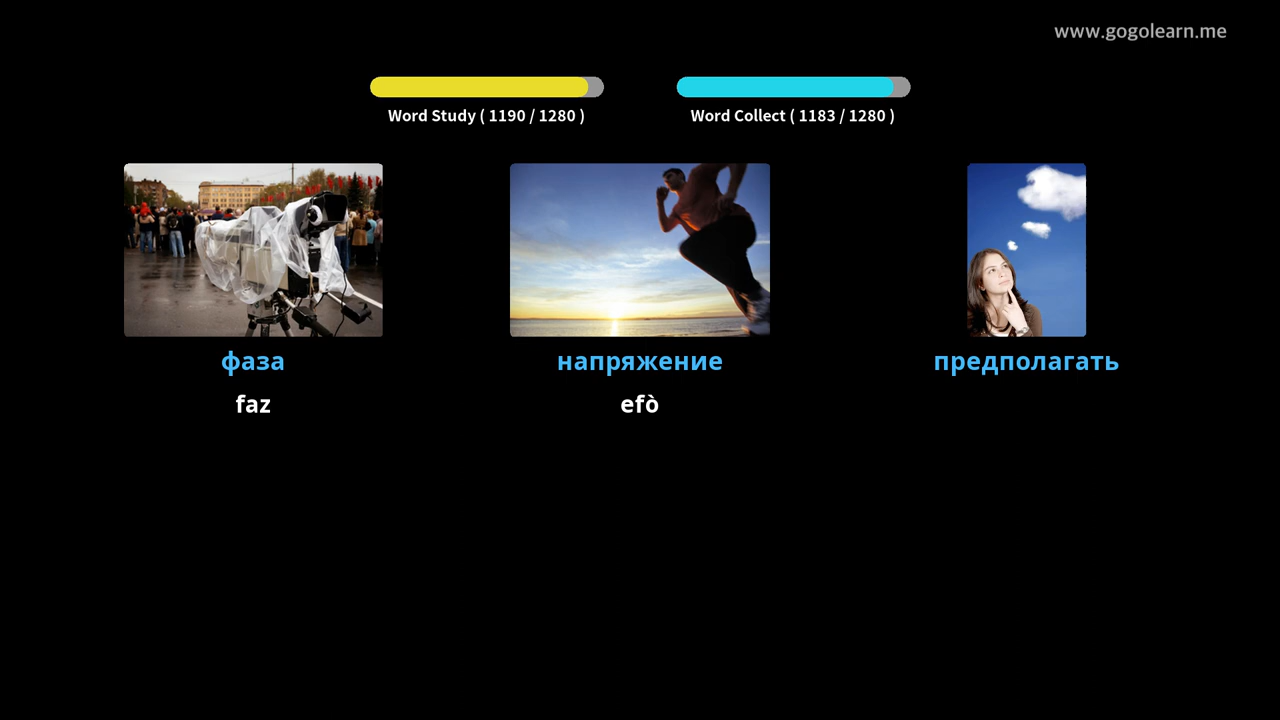 www.gogolearn.me
Word Study ( 1190 / 1280 )
Word Collect ( 1183 / 1280 )
фаза
напряжение
предполагать
faz
efò